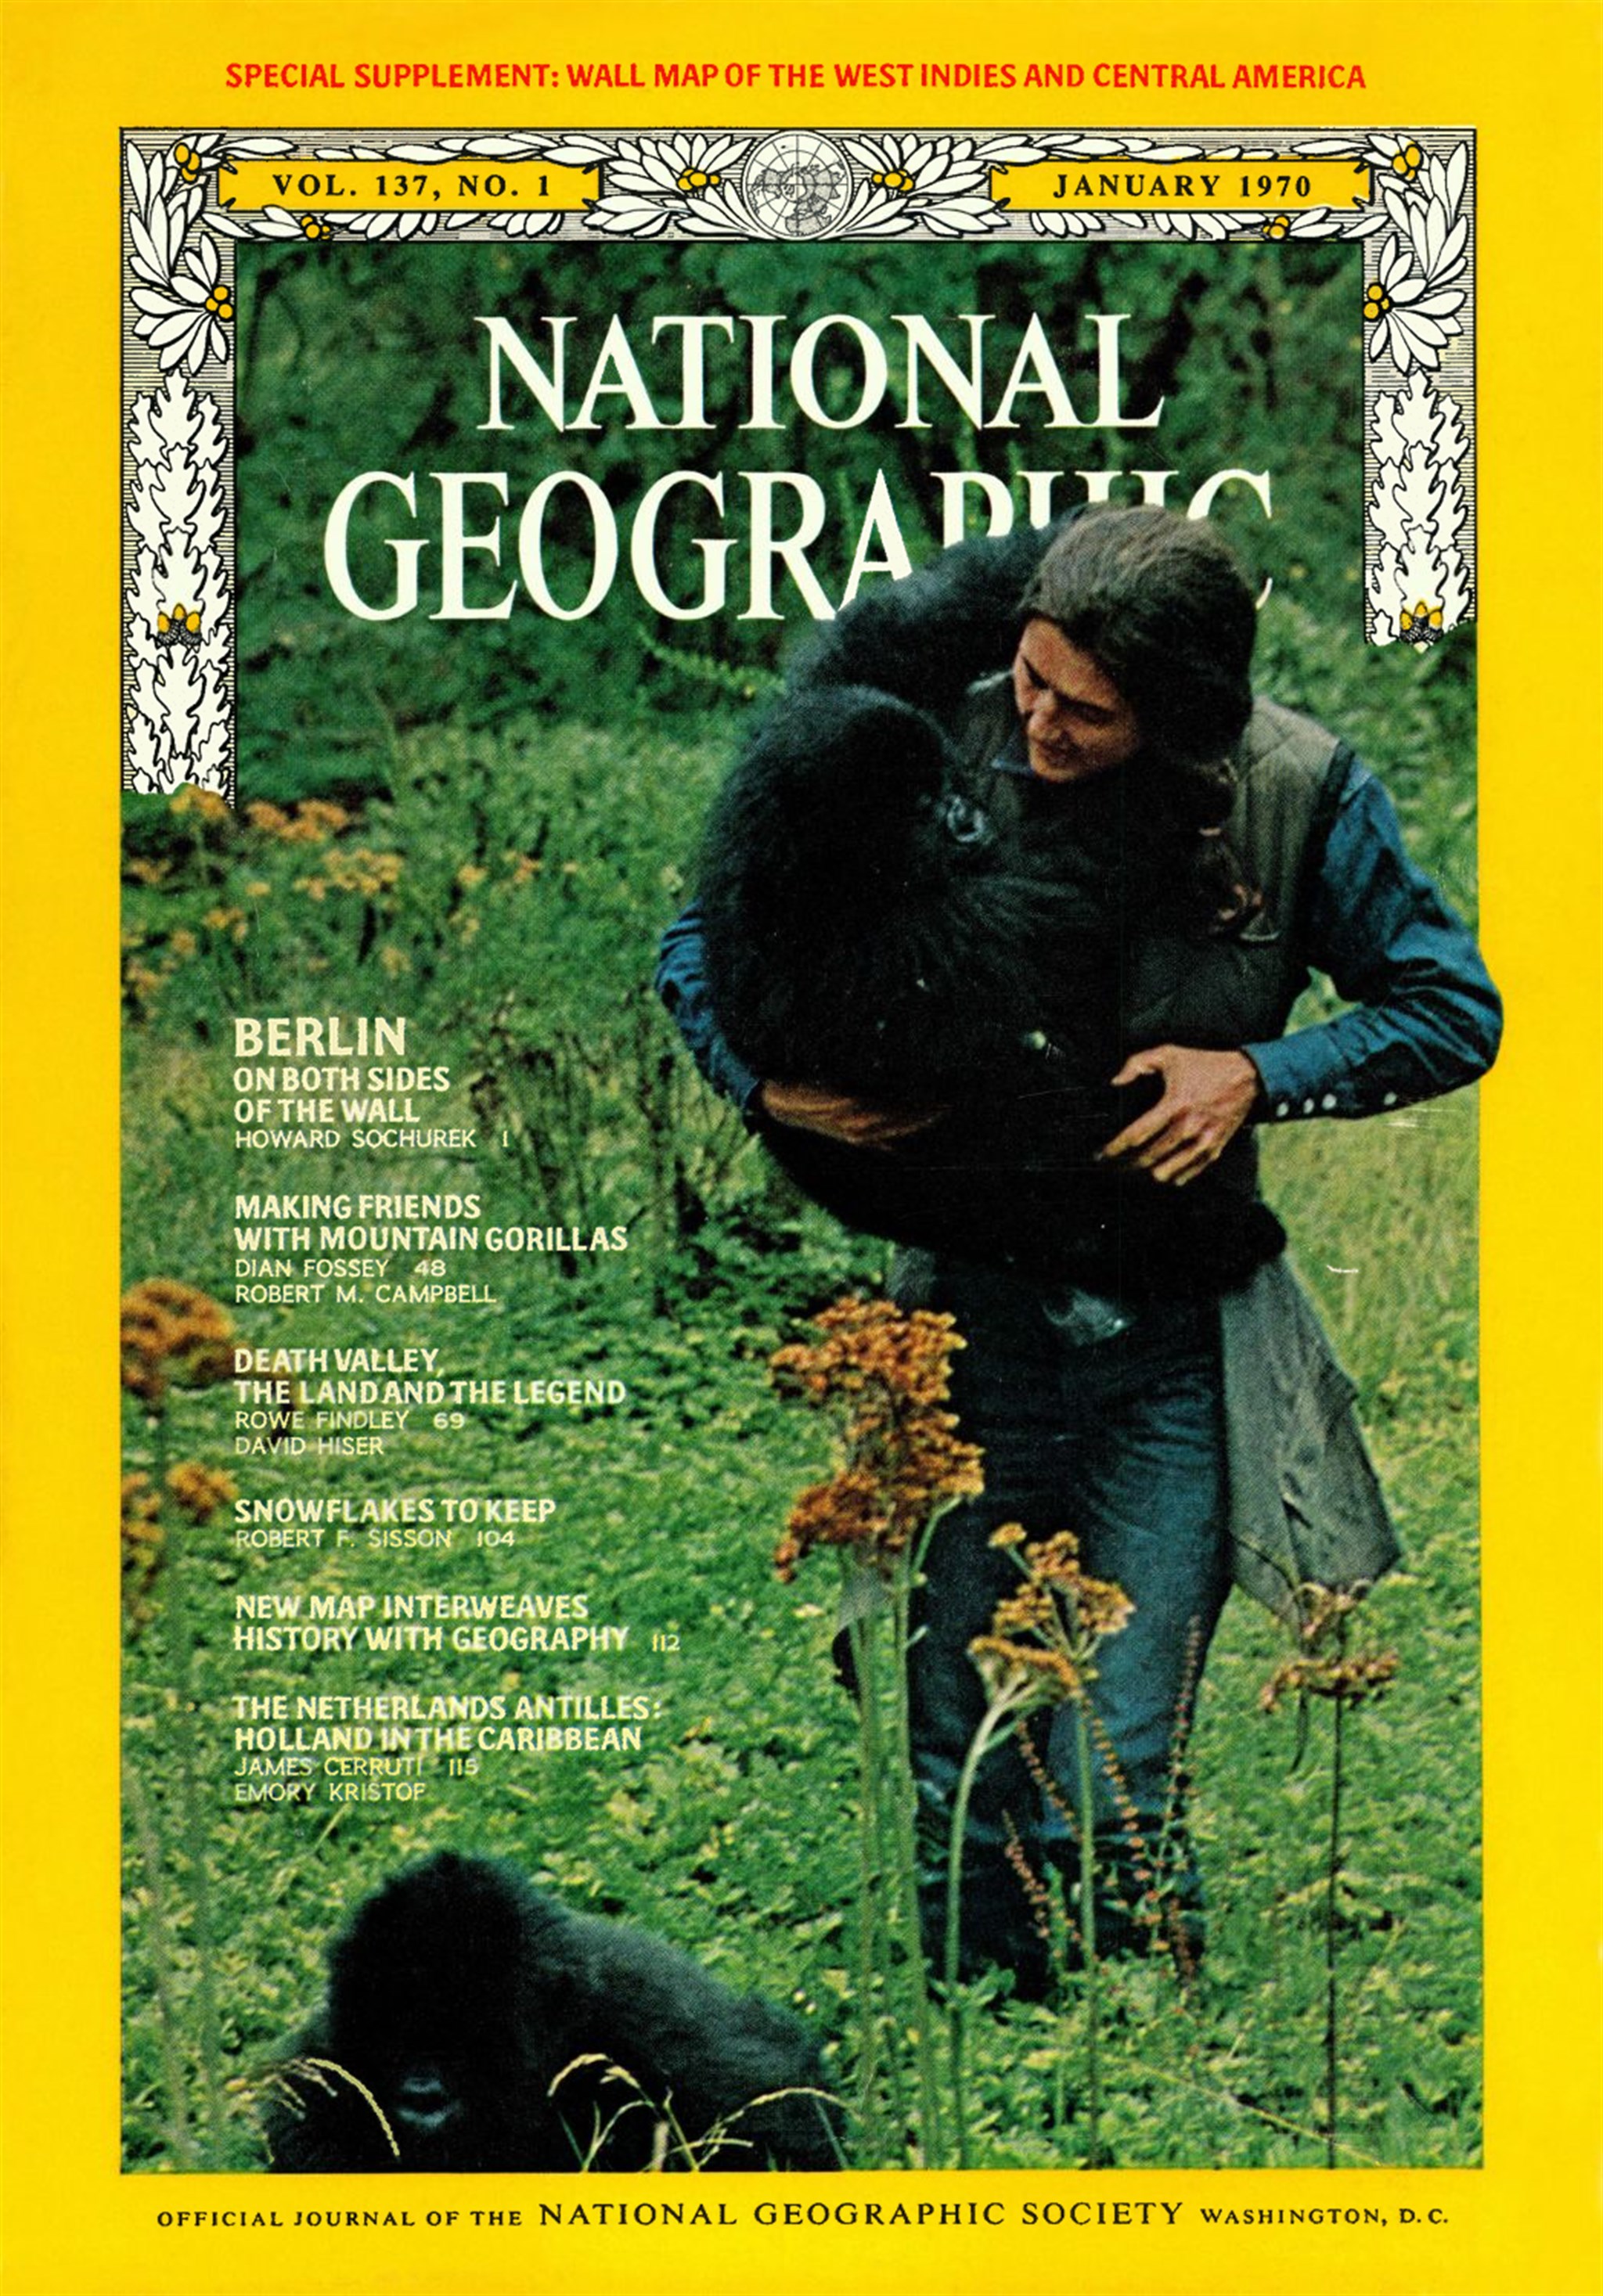 SPECIAL SUPPLEMENT: WALL MAP OF THE WEST INDIES AND CENTRAL AMERICA
VOL. 137, NO. 1
JANUARY 1970
NATIONAL
GEOGRAPHIC
BERLIN
ON BOTH SIDES
OF THE WALL
HOWARD SOCHUREK 1
MAKING FRIENDS
WITH MOUNTAIN GORILLAS
DIAN FOSSEY 48
ROBERT M. CAMPBELL
DEATH VALLEY,
THE LAND AND THE LEGEND
ROWE FINDLEY 69
DAVID HISER
SNOWFLAKES TO KEEP
ROBERT F. SISSON 104
NEW MAP INTERWEAVES
HISTORY WITH GEOGRAPHY 112
THE NETHERLANDS ANTILLES:
HOLLAND IN THE CARIBBEAN
JAMES CERRUTI 115
EMORY KRISTOF
OFFICIAL JOURNAL OF THE NATIONAL GEOGRAPHIC SOCIETY WASHINGTON, D.C.